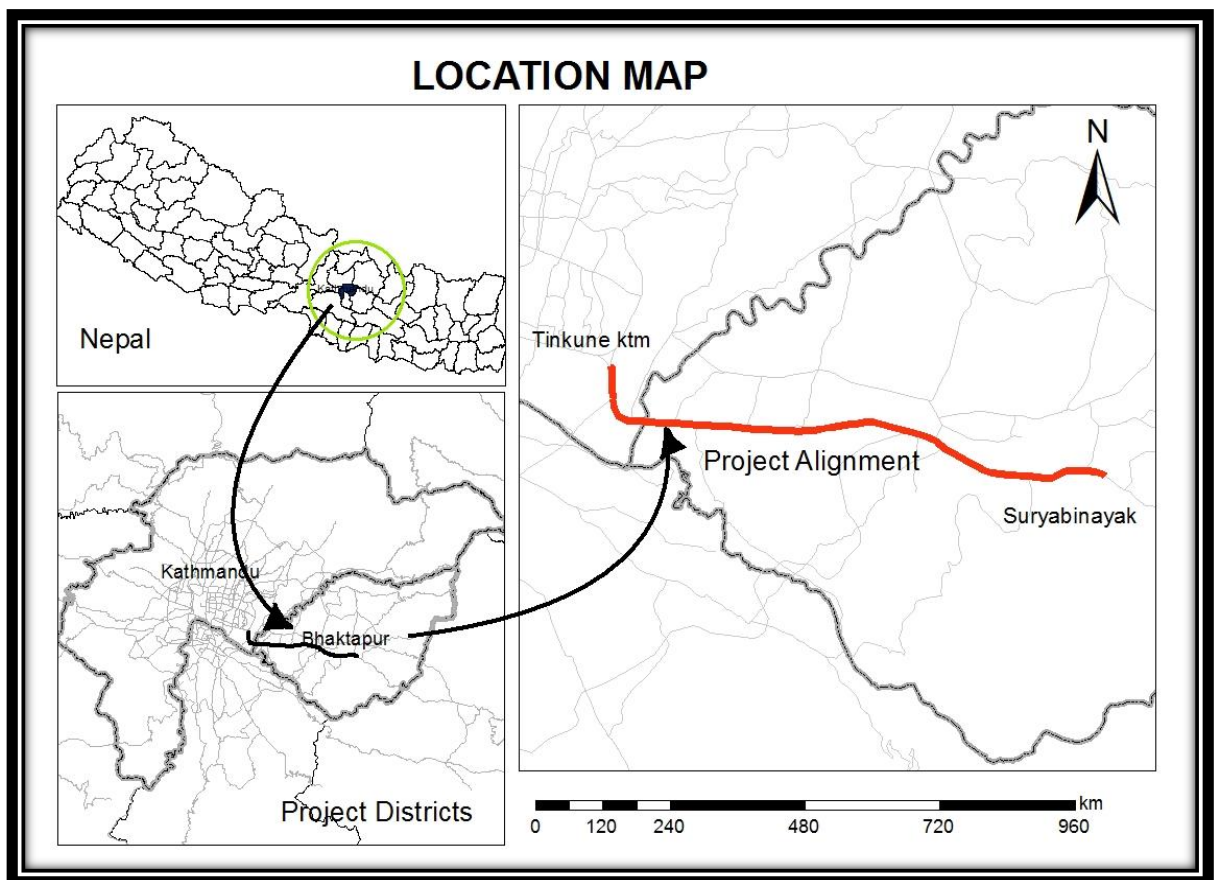 LOCATION MAP
Kathmandu
Nepal
Kathmandu
Bhaktapur
Project Districts
N
Tinkune ktm
Project Alignment
Suryabinayak
km
0 120 240 480 720 960